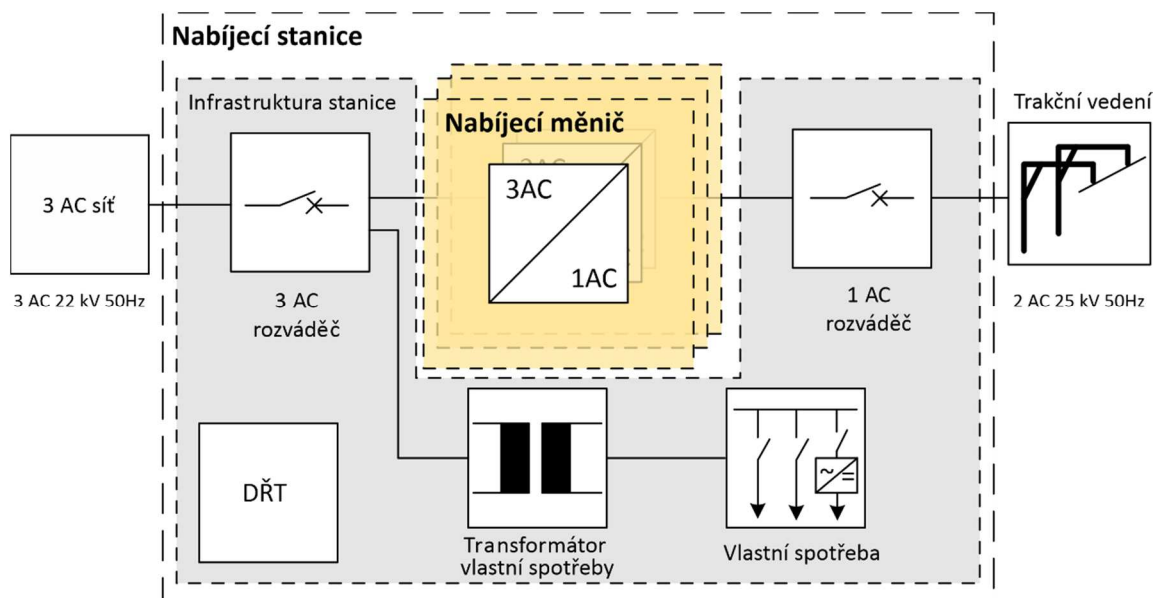 Nabíjecí stanice
Infrastruktura stanice
Nabíjecí měnič
Trakční vedení
3 AC síť
3AC
1AC
3 AC 22 kV 50Hz
3 AC
rozváděč
1 AC
rozváděč
2 AC 25 kV 50Hz
DŘT
Transformátor
vlastní spotřeby
Vlastní spotřeba